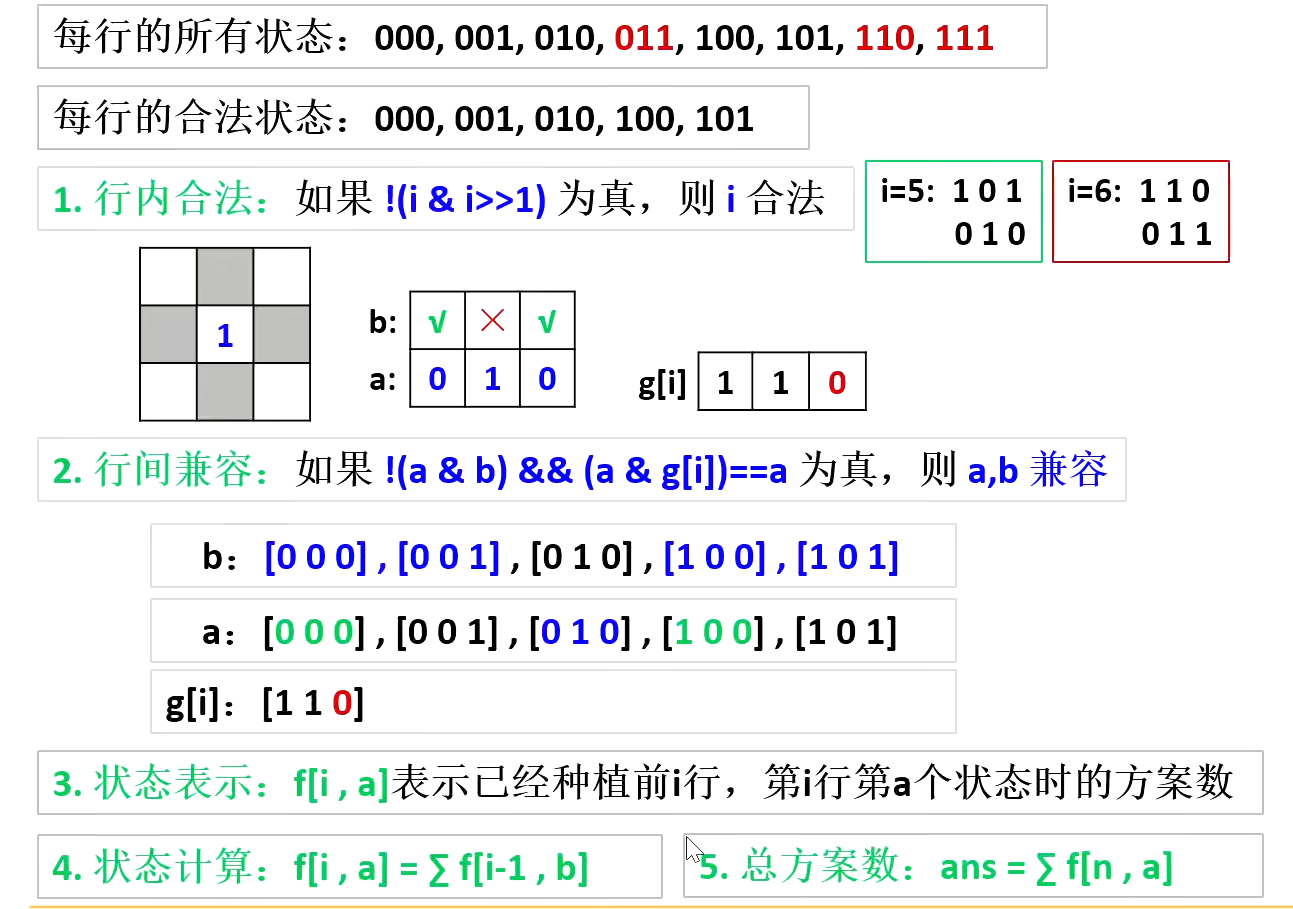 每行的所有状态：000, 001, 010, 011, 100, 101, 110, 111
每行的合法状态：000, 001, 010, 100, 101
1. 行内合法：如果 !(i & i>>1) 为真，则 i 合法
i=5: 1 0 1
0 1 0
i=6: 1 1 0
0 1 1
1
b: √ × √
a: 0 1 0
g[i] 1 1 0
2. 行间兼容：如果 !(a & b) && (a & g[i])==a 为真，则 a,b 兼容
b：[0 0 0] , [0 0 1] , [0 1 0] , [1 0 0] , [1 0 1]
a：[0 0 0] , [0 0 1] , [0 1 0] , [1 0 0] , [1 0 1]
g[i]：[1 1 0]
3. 状态表示：f[i , a]表示已经种植前i行，第i行第a个状态时的方案数
4. 状态计算：f[i , a] = ∑ f[i-1 , b]
5. 总方案数：ans = ∑ f[n , a]